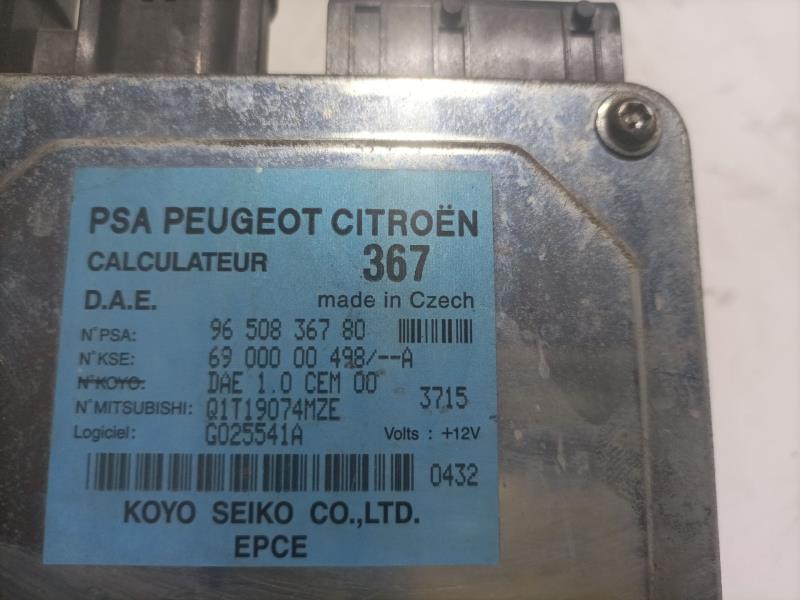 PSA PEUGEOT CITROËN
CALCULATEUR 367
D.A.E. made in Czech
N°PSA: 96 508 367 80
N°KSE: 69 000 00 498/--A
N°KOYO: DAE 1.0 CEM 00
N°MITSUBISHI: Q1T19074MZE 3715
Logiciel: G025541A Volts : +12V
0432
KOYO SEIKO CO.,LTD.
EPCE